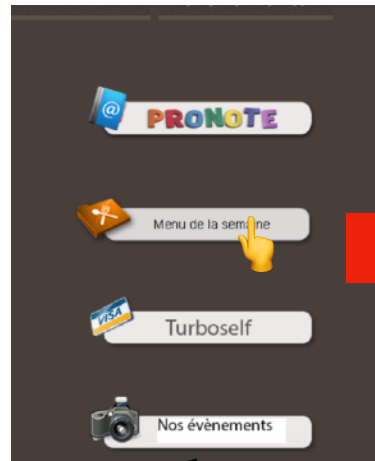 @
PRONOTE
Menu de la semaine
VISA
Turboself
Nos évènements